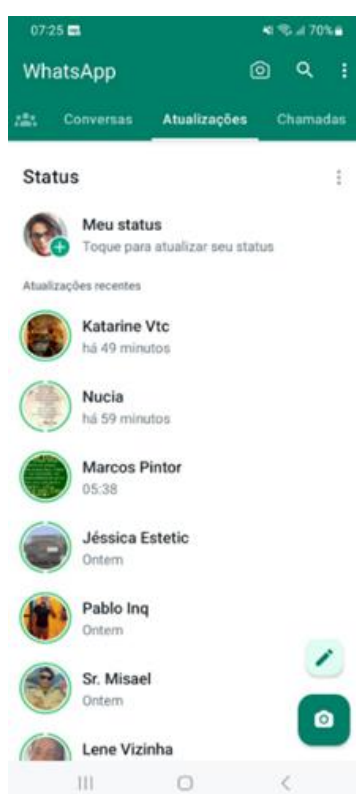 07:25 70%
WhatsApp
Conversas Atualizações Chamadas
Status
Meu status
Toque para atualizar seu status
Atualizações recentes
Katarine Vtc
há 49 minutos
Nucia
há 59 minutos
Marcos Pintor
05:38
Jéssica Estetic
Ontem
Pablo Inq
Ontem
Sr. Misael
Ontem
Lene Vizinha